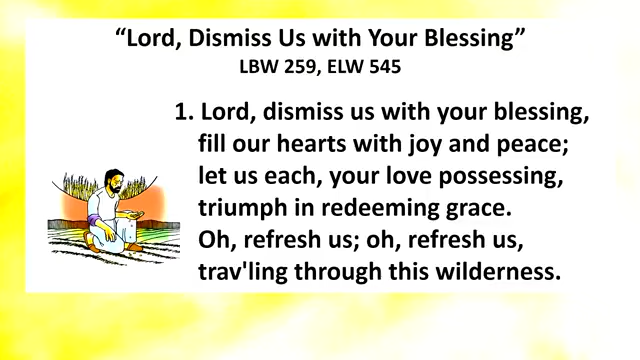 “Lord, Dismiss Us with Your Blessing”
LBW 259, ELW 545
1. Lord, dismiss us with your blessing,
fill our hearts with joy and peace;
let us each, your love possessing,
triumph in redeeming grace.
Oh, refresh us; oh, refresh us,
trav'ling through this wilderness.